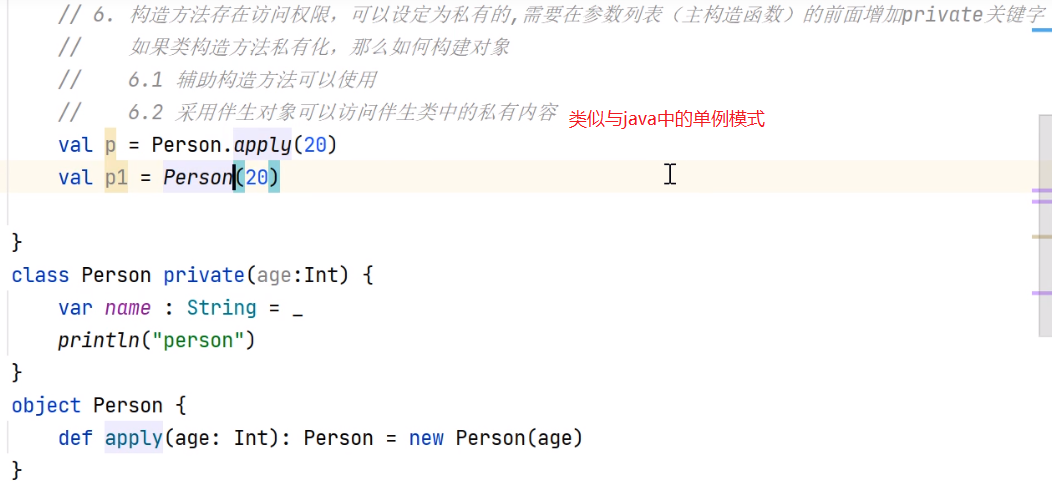 // 6. 构造方法存在访问权限，可以设定为私有的,需要在参数列表（主构造函数）的前面增加private关键字
//    如果类构造方法私有化，那么如何构建对象
//    6.1 辅助构造方法可以使用
//    6.2 采用伴生对象可以访问伴生类中的私有内容 类似与java中的单例模式
val p = Person.apply(20)
val p1 = Person(20)
}
class Person private(age:Int) {
var name : String = _
println("person")
}
object Person {
def apply(age: Int): Person = new Person(age)
}